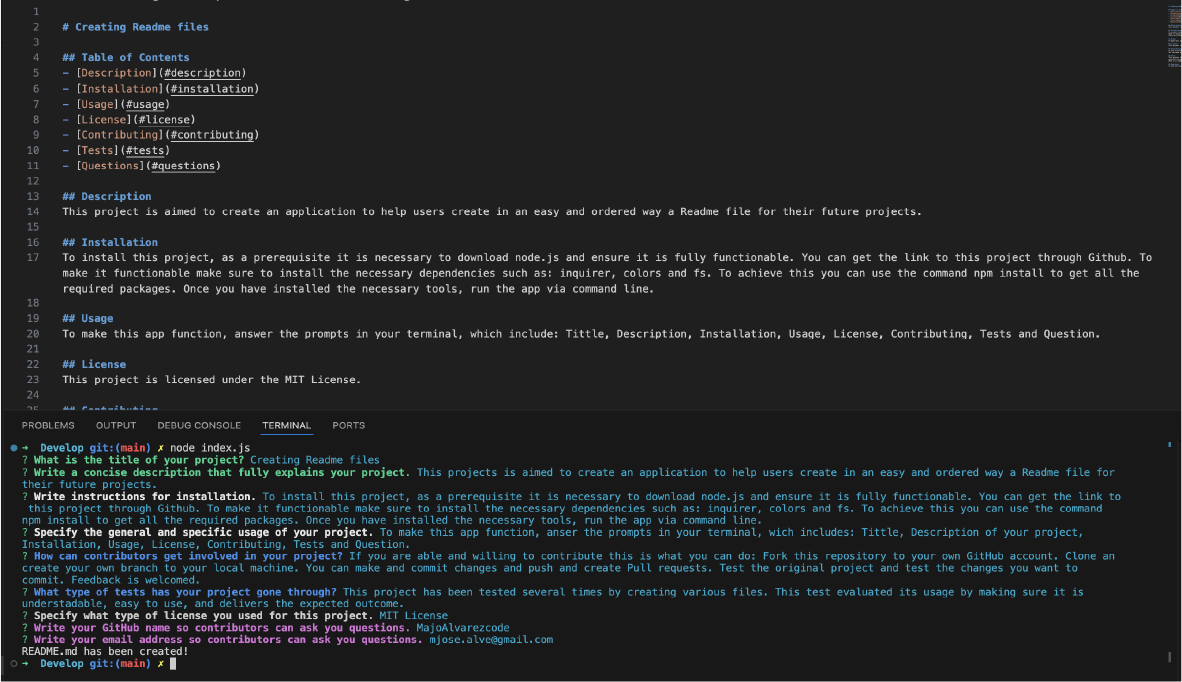 1
2 # Creating Readme files
3
4 ## Table of Contents
5 - [Description](#description)
6 - [Installation](#installation)
7 - [Usage](#usage)
8 - [License](#license)
9 - [Contributing](#contributing)
10 - [Tests](#tests)
11 - [Questions](#questions)
12
13 ## Description
14 This project is aimed to create an application to help users create in an easy and ordered way a Readme file for their future projects.
15
16 ## Installation
17 To install this project, as a prerequisite it is necessary to download node.js and ensure it is fully functionable. You can get the link to this project through Github. To
make it functionable make sure to install the necessary dependencies such as: inquirer, colors and fs. To achieve this you can use the command npm install to get all the
required packages. Once you have installed the necessary tools, run the app via command line.
18
19 ## Usage
20 To make this app function, answer the prompts in your terminal, which include: Tittle, Description, Installation, Usage, License, Contributing, Tests and Question.
21
22 ## License
23 This project is licensed under the MIT License.
24
25 ## Contributing
PROBLEMS OUTPUT DEBUG CONSOLE TERMINAL PORTS
➜ Develop git:(main) ✗ node index.js
? What is the title of your project? Creating Readme files
? Write a concise description that fully explains your project. This projects is aimed to create an application to help users create in an easy and ordered way a Readme file for
their future projects.
? Write instructions for installation. To install this project, as a prerequisite it is necessary to download node.js and ensure it is fully functionable. You can get the link to
this project through Github. To make it functionable make sure to install the necessary dependencies such as: inquirer, colors and fs. To achieve this you can use the command
npm install to get all the required packages. Once you have installed the necessary tools, run the app via command line.
? Specify the general and specific usage of your project. To make this app function, anser the prompts in your terminal, wich includes: Tittle, Description of your project,
Installation, Usage, License, Contributing, Tests and Question.
? How can contributors get involved in your project? If you are able and willing to contribute this is what you can do: Fork this repository to your own GitHub account. Clone an
create your own branch to your local machine. You can make and commit changes and push and create Pull requests. Test the original project and test the changes you want to
commit. Feedback is welcomed.
? What type of tests has your project gone through? This project has been tested several times by creating various files. This test evaluated its usage by making sure it is
understadable, easy to use, and delivers the expected outcome.
? Specify what type of license you used for this project. MIT License
? Write your GitHub name so contributors can ask you questions. MajoAlvarezcode
? Write your email address so contributors can ask you questions. mjose.alve@gmail.com
README.md has been created!
➜ Develop git:(main) ✗